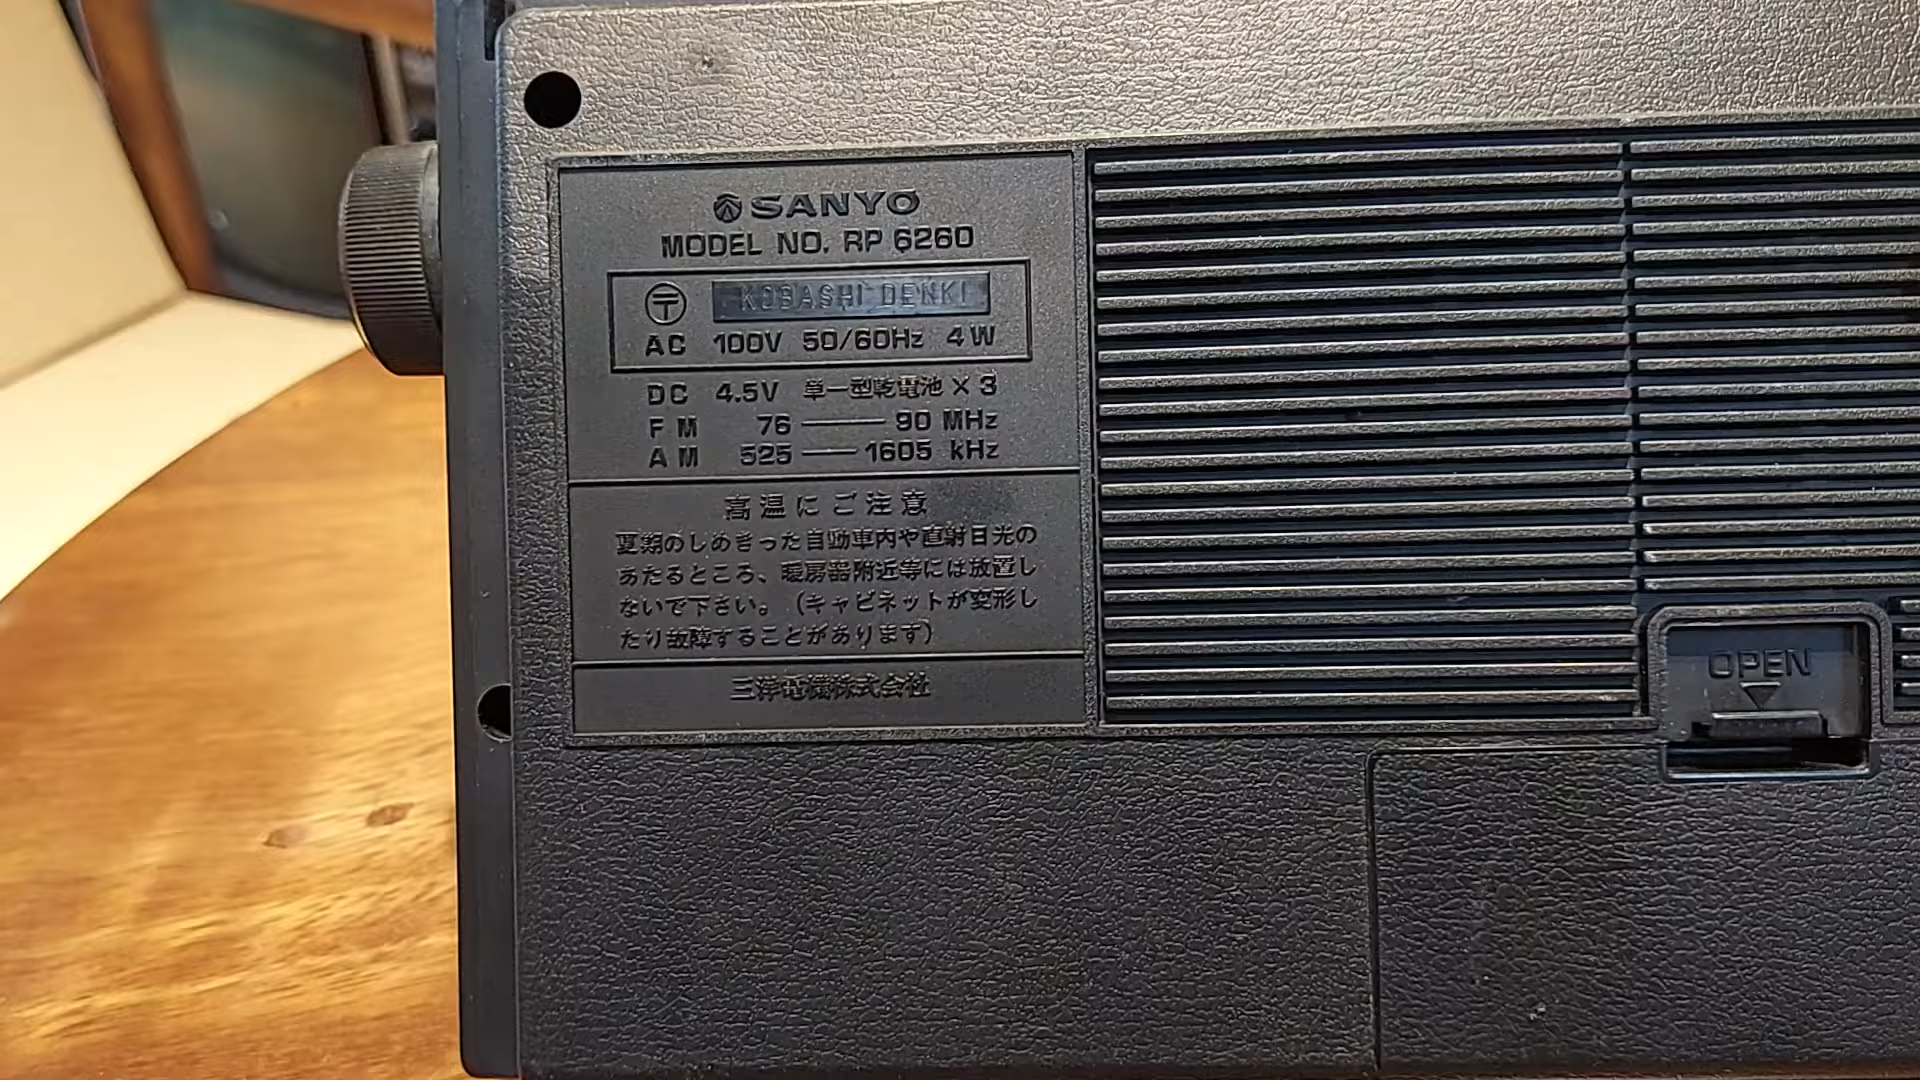 SANYO
MODEL NO. RP 6260
〒 KOBASHI DENKI
AC 100V 50/60Hz 4W
DC 4.5V 単一型乾電池×3
FM 76 — 90 MHz
AM 525 — 1605 kHz
高温にご注意
夏期のしめきった自動車内や直射日光の
あたるところ、暖房器附近等には放置し
ないで下さい。（キャビネットが変形し
たり故障することがあります）
三洋電機株式会社
OPEN